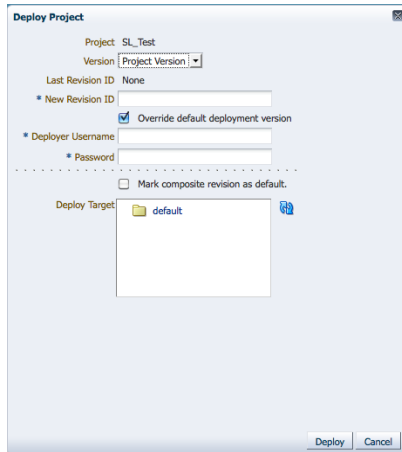 Deploy Project
Project SL_Test
Version Project Version
Last Revision ID None
* New Revision ID
Override default deployment version
* Deployer Username
* Password
Mark composite revision as default.
Deploy Target default
Deploy Cancel